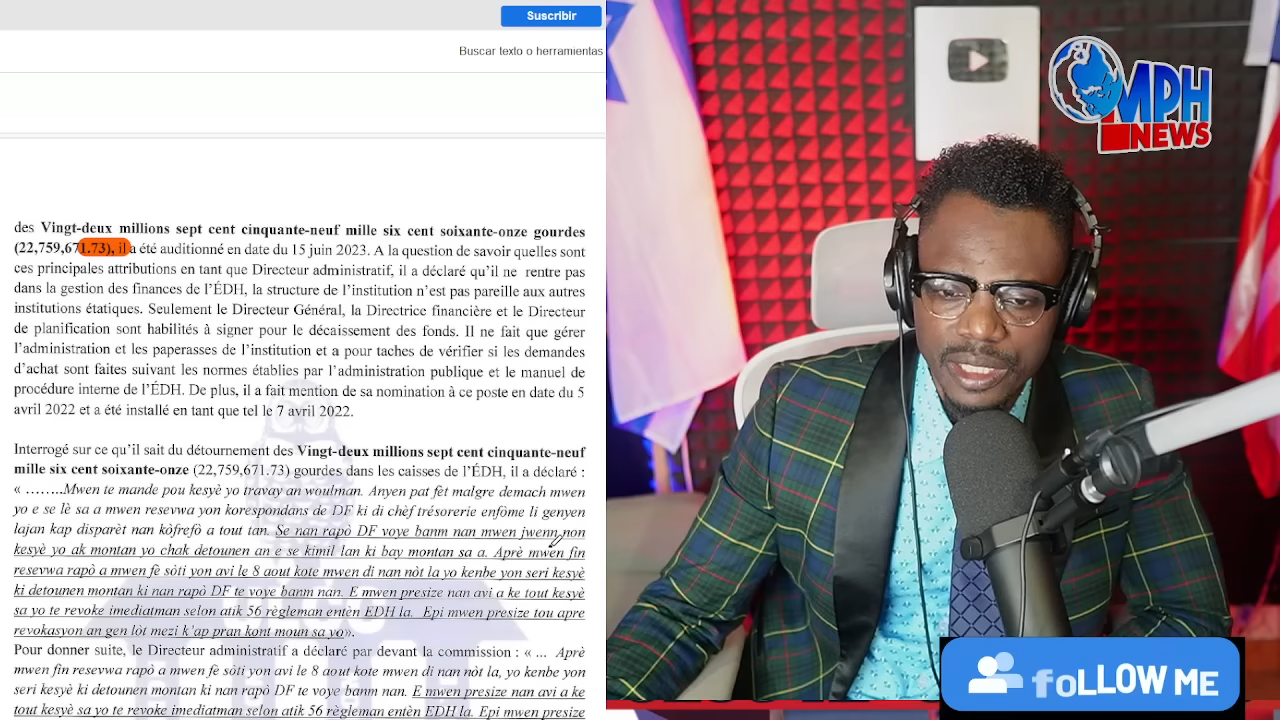 Suscribir
Buscar texto o herramientas
des Vingt-deux millions sept cent cinquante-neuf mille six cent soixante-onze gourdes
(22,759,671.73), il a été auditionné en date du 15 juin 2023. A la question de savoir quelles sont
ces principales attributions en tant que Directeur administratif, il a déclaré qu'il ne rentre pas
dans la gestion des finances de l'ÉDH, la structure de l'institution n'est pas pareille aux autres
institutions étatiques. Seulement le Directeur Général, la Directrice financière et le Directeur
de planification sont habilités à signer pour le décaissement des fonds. Il ne fait que gérer
l'administration et les paperasses de l'institution et a pour taches de vérifier si les demandes
d'achat sont faites suivant les normes établies par l'administration publique et le manuel de
procédure interne de l'ÉDH. De plus, il a fait mention de sa nomination à ce poste en date du 5
avril 2022 et a été installé en tant que tel le 7 avril 2022.
Interrogé sur ce qu'il sait du détournement des Vingt-deux millions sept cent cinquante-neuf
mille six cent soixante-onze (22,759,671.73) gourdes dans les caisses de l'ÉDH, il a déclaré :
« ........Mwen te mande pou kesyè yo travay an woulman. Anyen pat fèt malgre demach mwen
yo e se lè sa a mwen resevwa yon korespondans de DF ki di chèf trésorerie enfòme li genyen
lajan kap disparèt nan kòfrefò a tout tan. Se nan rapò DF voye banm nan mwen jwenn non
kesyè yo ak montan yo chak detounen an e se kimil lan ki bay montan sa a. Aprè mwen fin
resevwa rapò a mwen fè sòti yon avi le 8 aout kote mwen di nan nòt la yo kenbe yon seri kesyè
ki detounen montan ki nan rapò DF te voye banm nan. E mwen presize nan avi a ke tout kesyè
sa yo te revoke imediatman selon atik 56 règleman entèn EDH la. Epi mwen presize tou apre
revokasyon an gen lòt mezi k'ap pran kont moun sa yo».
Pour donner suite, le Directeur administratif a déclaré par devant la commission : « ... Aprè
mwen fin resevwa rapò a mwen fè sòti yon avi le 8 aout kote mwen di nan nòt la, yo kenbe yon
seri kesyè ki detounen montan ki nan rapò DF te voye banm nan. E mwen presize nan avi a ke
tout kesyè sa yo te revoke imediatman selon atik 56 règleman entèn EDH la. Epi mwen presize
MPH
NEWS
foLLOW ME